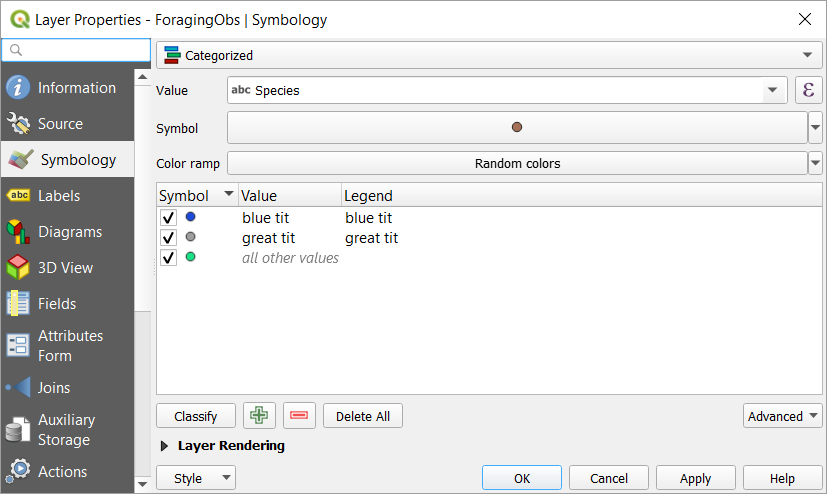 Layer Properties - ForagingObs | Symbology
Information
Source
Symbology
abc Labels
Diagrams
3D View
Fields
Attributes
Form
Joins
Auxiliary
Storage
Actions
Categorized
Value abc Species ε
Symbol
Color ramp Random colors
Symbol Value Legend
blue tit blue tit
great tit great tit
all other values
Classify Delete All Advanced
Layer Rendering
Style OK Cancel Apply Help